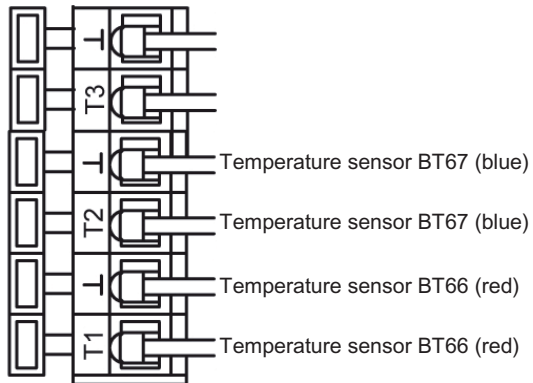 ⊥
T3
⊥ Temperature sensor BT67 (blue)
T2 Temperature sensor BT67 (blue)
⊥ Temperature sensor BT66 (red)
T1 Temperature sensor BT66 (red)